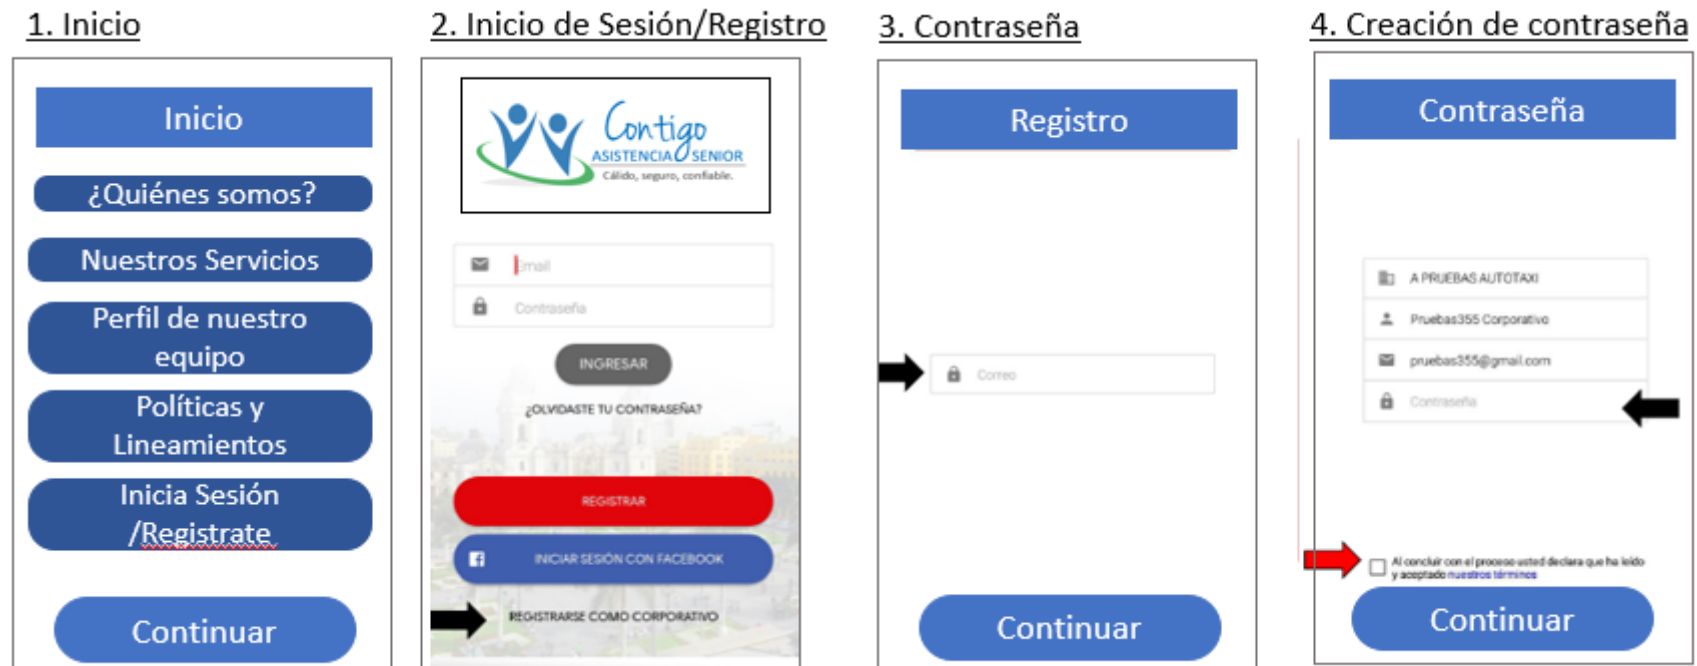 1. Inicio
Inicio
¿Quiénes somos?
Nuestros Servicios
Perfil de nuestro
equipo
Políticas y
Lineamientos
Inicia Sesión
/Registrate
Continuar
2. Inicio de Sesión/Registro
Contigo
ASISTENCIA SENIOR
Cálido, seguro, confiable.
Email
Contraseña
INGRESAR
¿OLVIDASTE TU CONTRASEÑA?
REGISTRAR
INICIAR SESIÓN CON FACEBOOK
REGISTRARSE COMO CORPORATIVO
3. Contraseña
Registro
Correo
Continuar
4. Creación de contraseña
Contraseña
A PRUEBAS AUTOTAXI
Pruebas355 Corporativo
pruebas355@gmail.com
Contraseña
Al concluir con el proceso usted declara que ha leído
y aceptado nuestros términos
Continuar